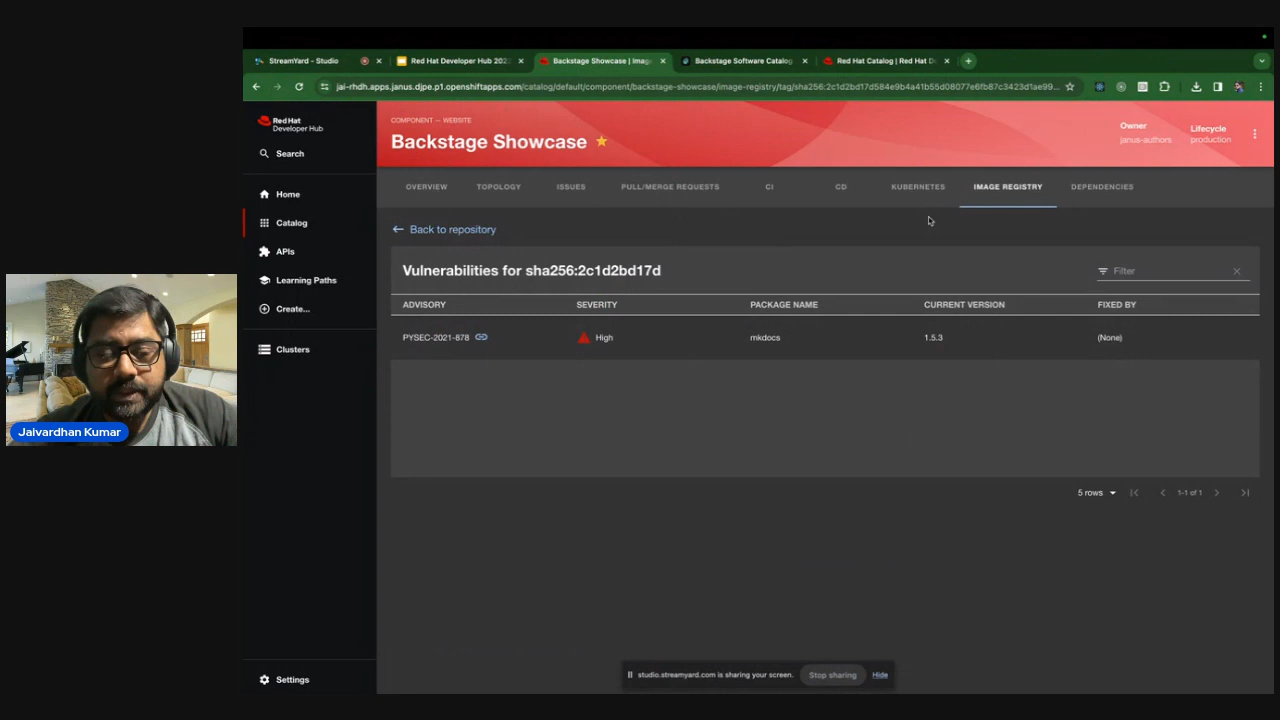 StreamYard - Studio
Red Hat Developer Hub 202
Backstage Showcase | Imag
Backstage Software Catalog
Red Hat Catalog | Red Hat D
jai-rhdh.apps.janus.djpe.p1.openshiftapps.com/catalog/default/component/backstage-showcase/image-registry/tag/sha256:2c1d2bd17d584e9b4a41b55d08077e6fb87c3423d1ae99...
Red Hat
Developer Hub
Search
Home
Catalog
APIs
Learning Paths
Create...
Clusters
Settings
COMPONENT — WEBSITE
Backstage Showcase
Owner
janus-authors
Lifecycle
production
OVERVIEW TOPOLOGY ISSUES PULL/MERGE REQUESTS CI CD KUBERNETES IMAGE REGISTRY DEPENDENCIES
Back to repository
Vulnerabilities for sha256:2c1d2bd17d
Filter
ADVISORY SEVERITY PACKAGE NAME CURRENT VERSION FIXED BY
PYSEC-2021-878 High mkdocs 1.5.3 (None)
5 rows 1-1 of 1
studio.streamyard.com is sharing your screen. Stop sharing Hide
Jaivardhan Kumar